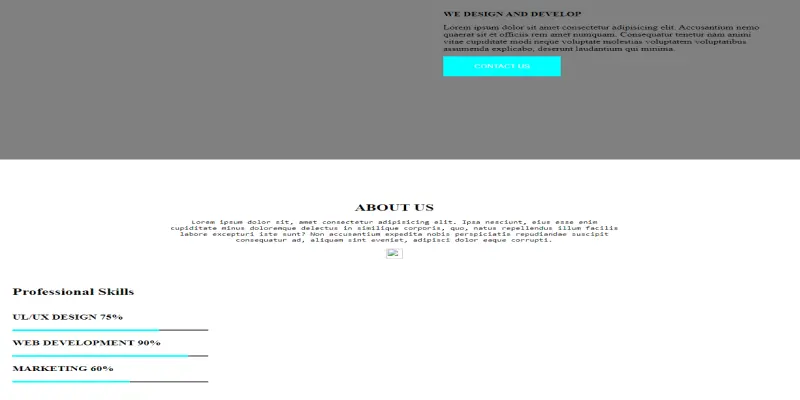 WE DESIGN AND DEVELOP
Lorem ipsum dolor sit amet consectetur adipisicing elit. Accusantium nemo
quaerat sit et officiis rem amet numquam. Consequatur tenetur nam animi
vitae cupiditate modi neque voluptate molestias voluptatem voluptatibus
assumenda explicabo, deserunt laudantium qui minima.
CONTACT US
ABOUT US
Lorem ipsum dolor sit, amet consectetur adipisicing elit. Ipsa nesciunt, eius esse enim
cupiditate minus doloremque delectus in similique corporis, quo, natus repellendus illum facilis
labore excepturi iste sunt? Non accusantium expedita nobis perspiciatis repudiandae suscipit
consequatur ad, aliquam sint eveniet, adipisci dolor eaque corrupti.
Professional Skills
UL/UX DESIGN 75%
WEB DEVELOPMENT 90%
MARKETING 60%